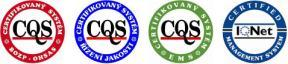 CERTIFIKOVANÝ SYSTÉM
CQS
BOZP - OHSAS
CERTIFIKOVANÝ SYSTÉM
CQS
ŘÍZENÍ JAKOSTI
CERTIFIKOVANÝ SYSTÉM
CQS
EMS
CERTIFIED
IQNet
MANAGEMENT SYSTEM